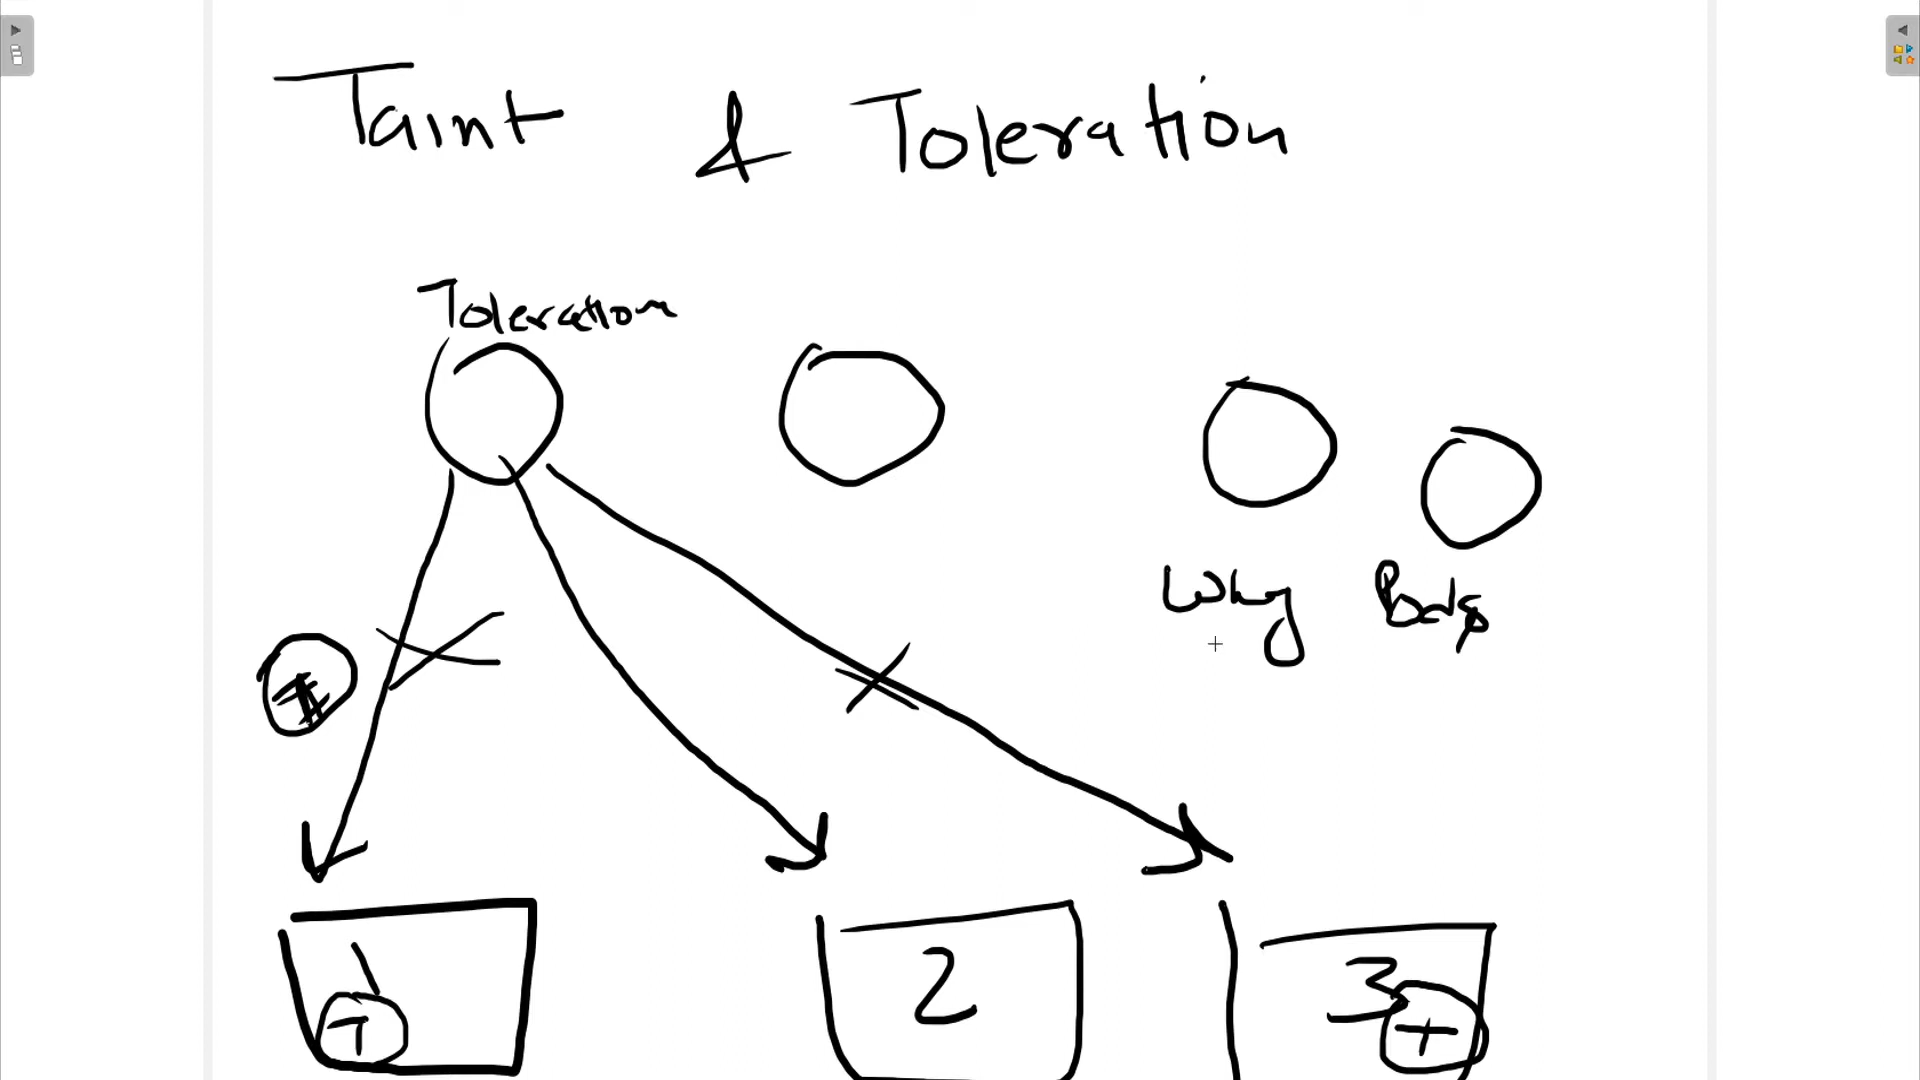 Taint & Toleration
Toleration
Why Pods
1 2 3
T T